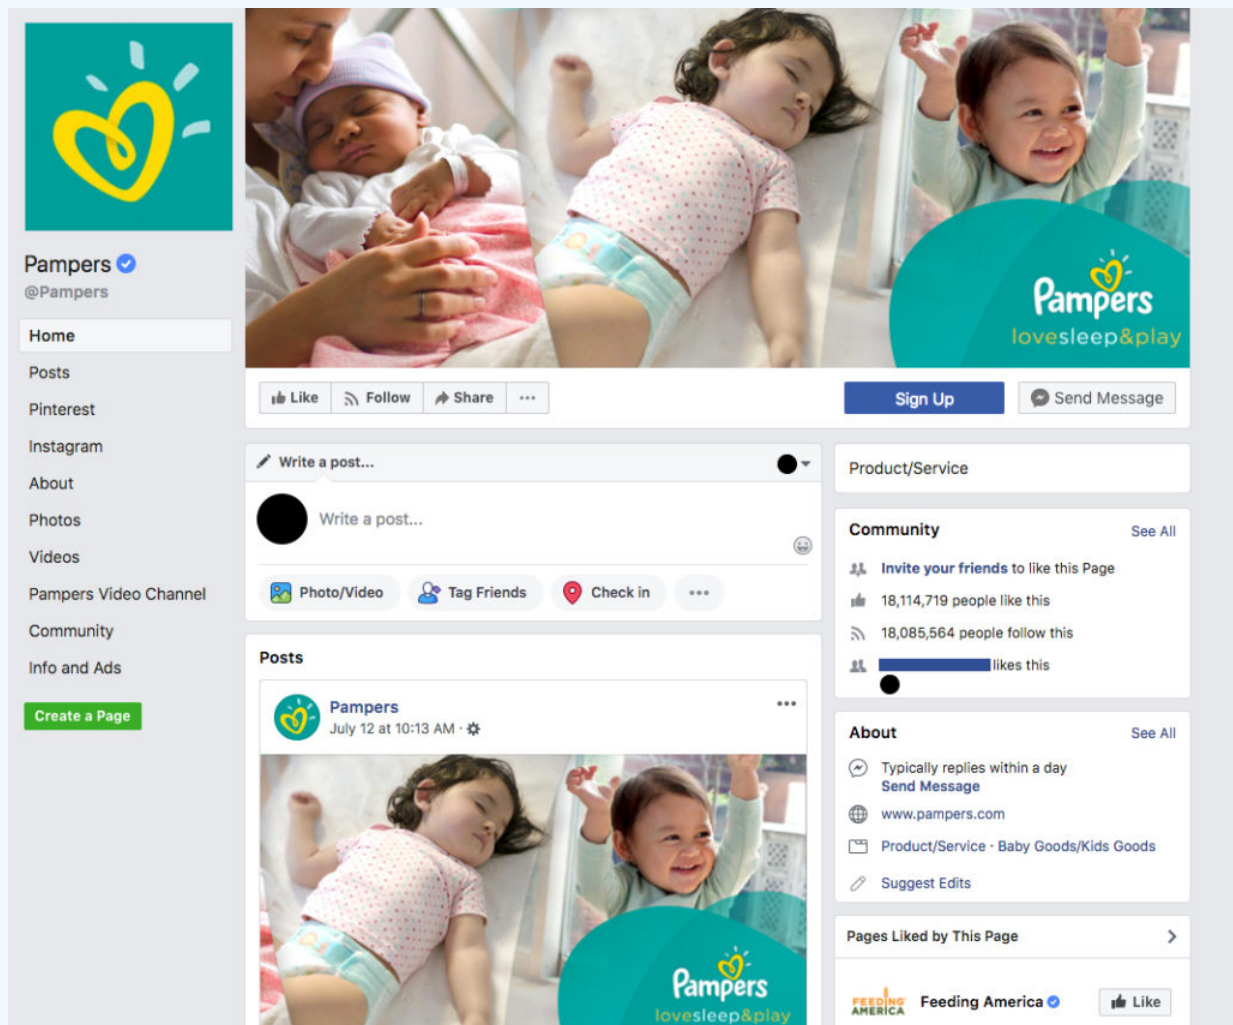 Pampers
@Pampers
Home
Posts
Pinterest
Instagram
About
Photos
Videos
Pampers Video Channel
Community
Info and Ads
Create a Page
Pampers
lovesleep&play
Like
Follow
Share
Sign Up
Send Message
Write a post...
Write a post...
Photo/Video
Tag Friends
Check in
Posts
Pampers
July 12 at 10:13 AM ·
Pampers
lovesleep&play
Product/Service
Community
See All
Invite your friends to like this Page
18,114,719 people like this
18,085,564 people follow this
likes this
About
See All
Typically replies within a day
Send Message
www.pampers.com
Product/Service · Baby Goods/Kids Goods
Suggest Edits
Pages Liked by This Page
FEEDING
AMERICA
Feeding America
Like